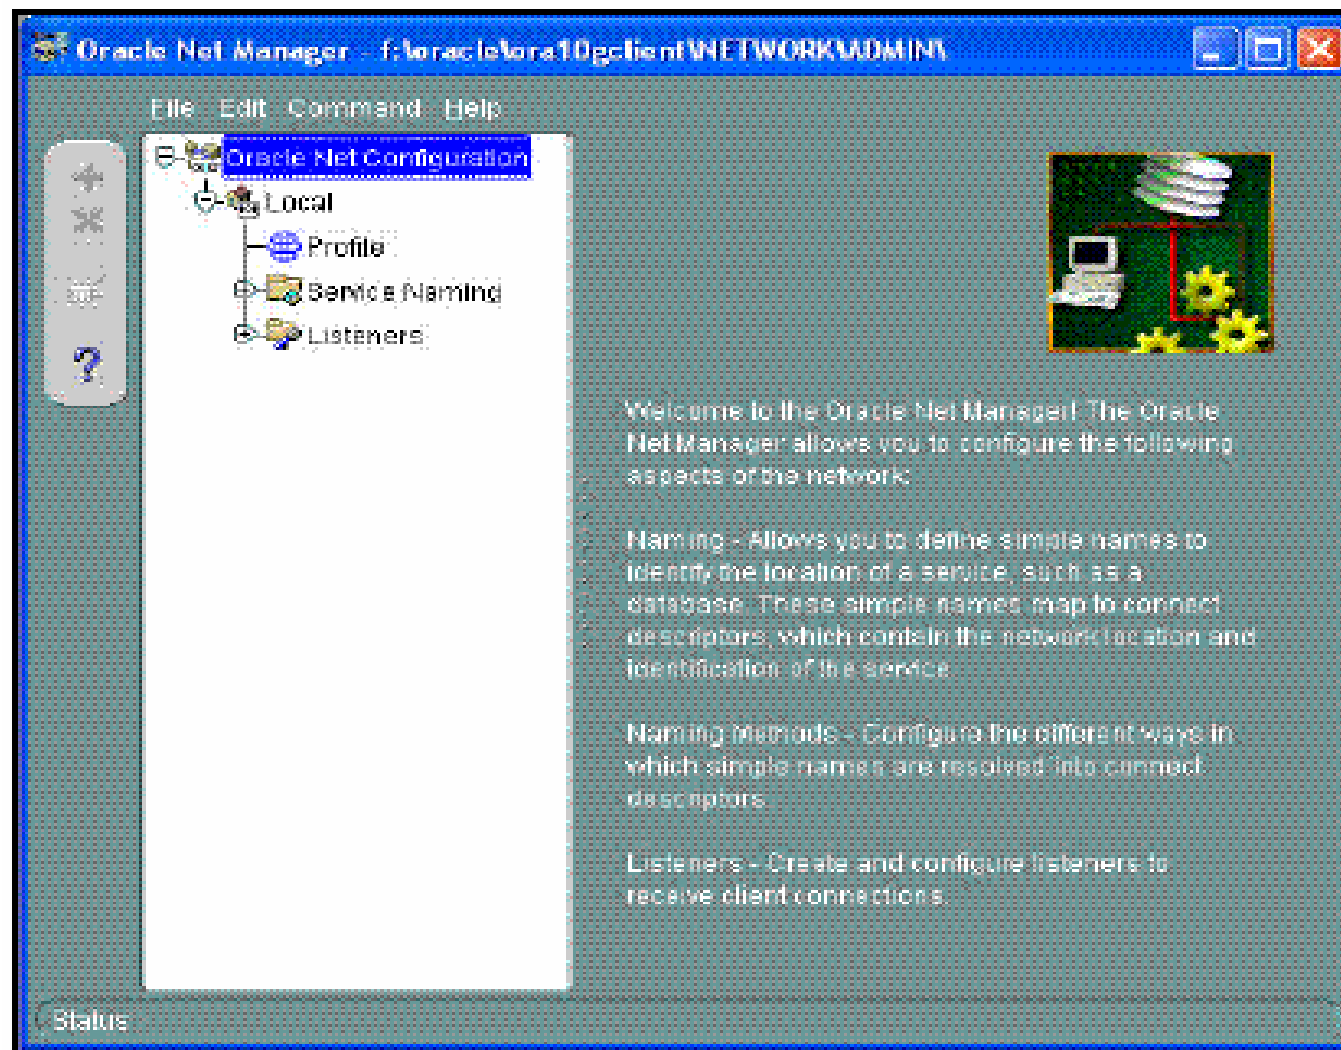 Oracle Net Manager - f:\oracle\ora10gclient\NETWORK\ADMIN\
File Edit Command Help
Oracle Net Configuration
Local
Profile
Service Naming
Listeners
?
Welcome to the Oracle Net Manager! The Oracle
Net Manager allows you to configure the following
aspects of the network:
Naming - Allows you to define simple names to
identify the location of a service, such as a
database. These simple names map to connect
descriptors, which contain the network location and
identification of the service.
Naming Methods - Configure the different ways in
which simple names are resolved into connect
descriptors.
Listeners - Create and configure listeners to
receive client connections.
Status: